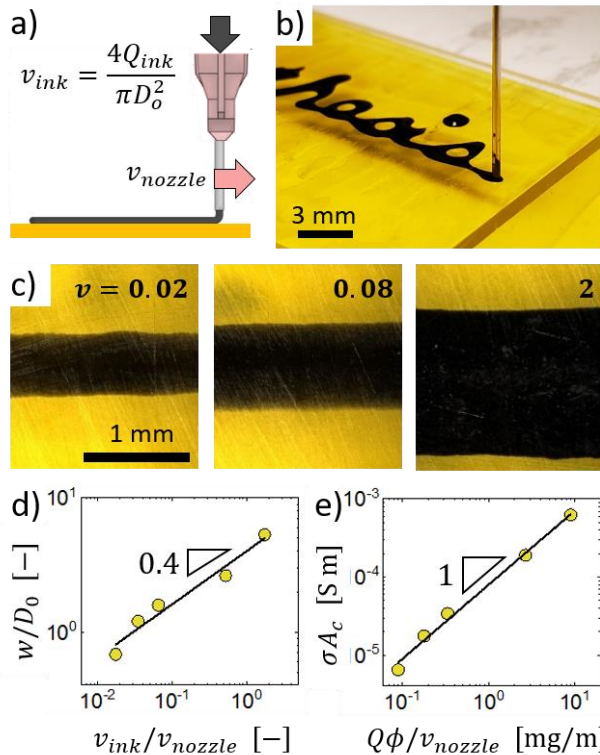 a)
v_ink = 4Q_ink / πD_o^2
v_nozzle
b)
hois
3 mm
c)
v = 0.02
0.08
2
1 mm
d)
10^1
10^0
0.4
w/D_0 [−]
10^-2 10^-1 10^0
v_ink/v_nozzle [−]
e)
10^-3
10^-4
10^-5
1
σA_c [S m]
10^-1 10^0 10^1
Qϕ/v_nozzle [mg/m]